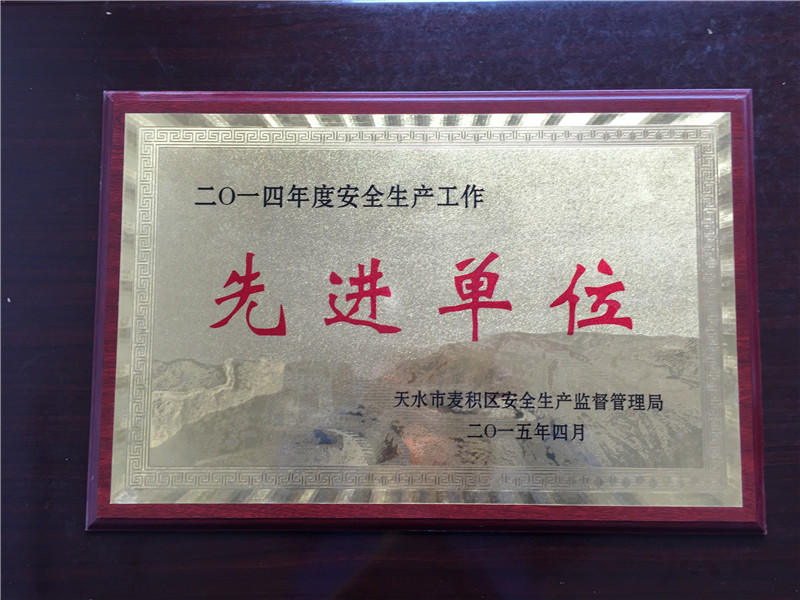 二〇一四年度安全生产工作
先进单位
天水市麦积区安全生产监督管理局
二〇一五年四月